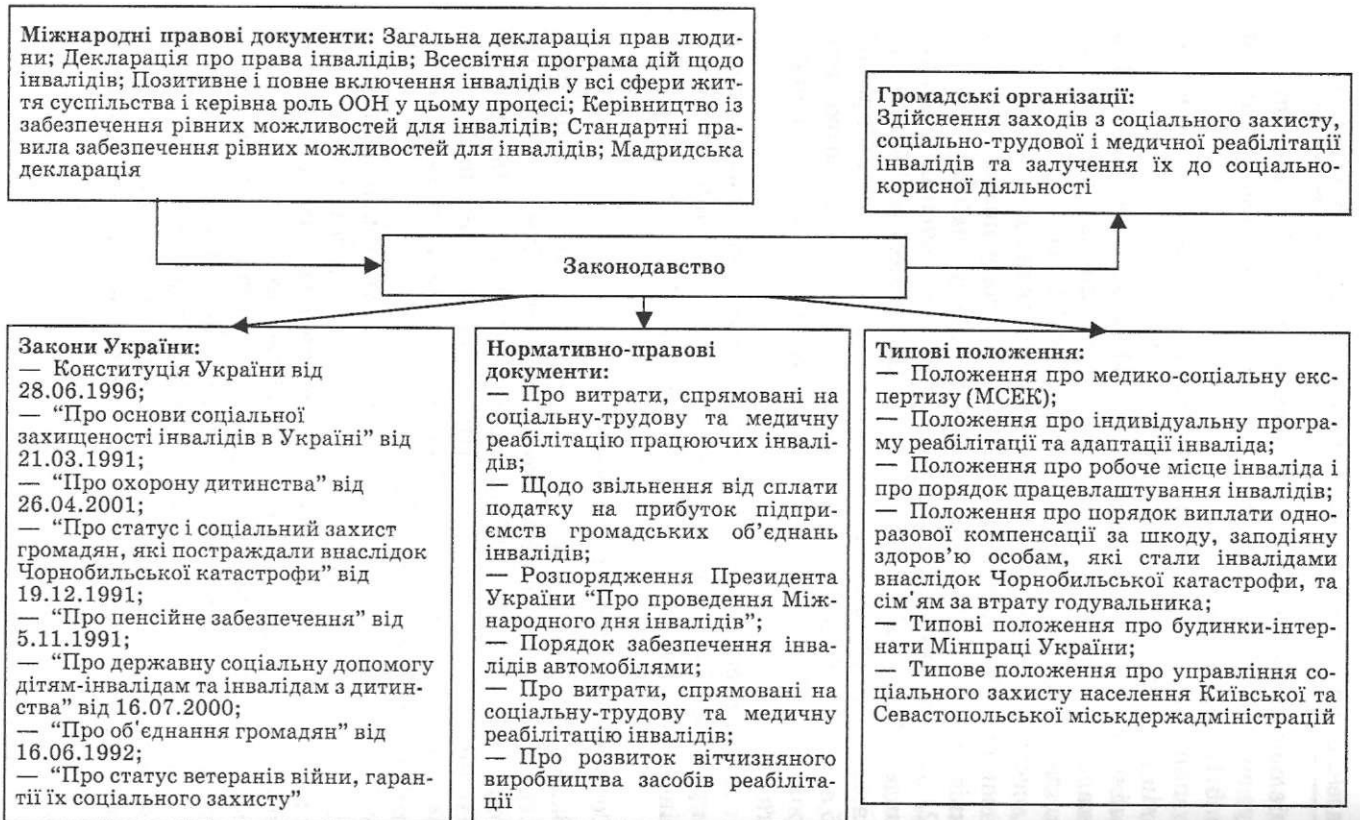 Міжнародні правові документи: Загальна декларація прав люди-
ни; Декларація про права інвалідів; Всесвітня програма дій щодо
інвалідів; Позитивне і повне включення інвалідів у всі сфери жит-
тя суспільства і керівна роль ООН у цьому процесі; Керівництво із
забезпечення рівних можливостей для інвалідів; Стандартні пра-
вила забезпечення рівних можливостей для інвалідів; Мадридська
декларація
Громадські організації:
Здійснення заходів з соціального захисту,
соціально-трудової і медичної реабілітації
інвалідів та залучення їх до соціально-
корисної діяльності
Законодавство
Закони України:
— Конституція України від
28.06.1996;
— “Про основи соціальної
захищеності інвалідів в Україні” від
21.03.1991;
— “Про охорону дитинства” від
26.04.2001;
— “Про статус і соціальний захист
громадян, які постраждали внаслідок
Чорнобильської катастрофи” від
19.12.1991;
— “Про пенсійне забезпечення” від
5.11.1991;
— “Про державну соціальну допомогу
дітям-інвалідам та інвалідам з дитин-
ства” від 16.07.2000;
— “Про об'єднання громадян” від
16.06.1992;
— “Про статус ветеранів війни, гаран-
тії їх соціального захисту”
Нормативно-правові
документи:
— Про витрати, спрямовані на
соціальну-трудову та медичну
реабілітацію працюючих інвалі-
дів;
— Щодо звільнення від сплати
податку на прибуток підпри-
ємств громадських об'єднань
інвалідів;
— Розпорядження Президента
України “Про проведення Між-
народного дня інвалідів”;
— Порядок забезпечення інва-
лідів автомобілями;
— Про витрати, спрямовані на
соціальну-трудову та медичну
реабілітацію інвалідів;
— Про розвиток вітчизняного
виробництва засобів реабіліта-
ції
Типові положення:
— Положення про медико-соціальну екс-
пертизу (МСЕК);
— Положення про індивідуальну програ-
му реабілітації та адаптації інваліда;
— Положення про робоче місце інваліда і
про порядок працевлаштування інвалідів;
— Положення про порядок виплати одно-
разової компенсації за шкоду, заподіяну
здоров'ю особам, які стали інвалідами
внаслідок Чорнобильської катастрофи, та
сім'ям за втрату годувальника;
— Типові положення про будинки-інтер-
нати Мінпраці України;
— Типове положення про управління со-
ціального захисту населення Київської та
Севастопольської міськдержадміністрацій